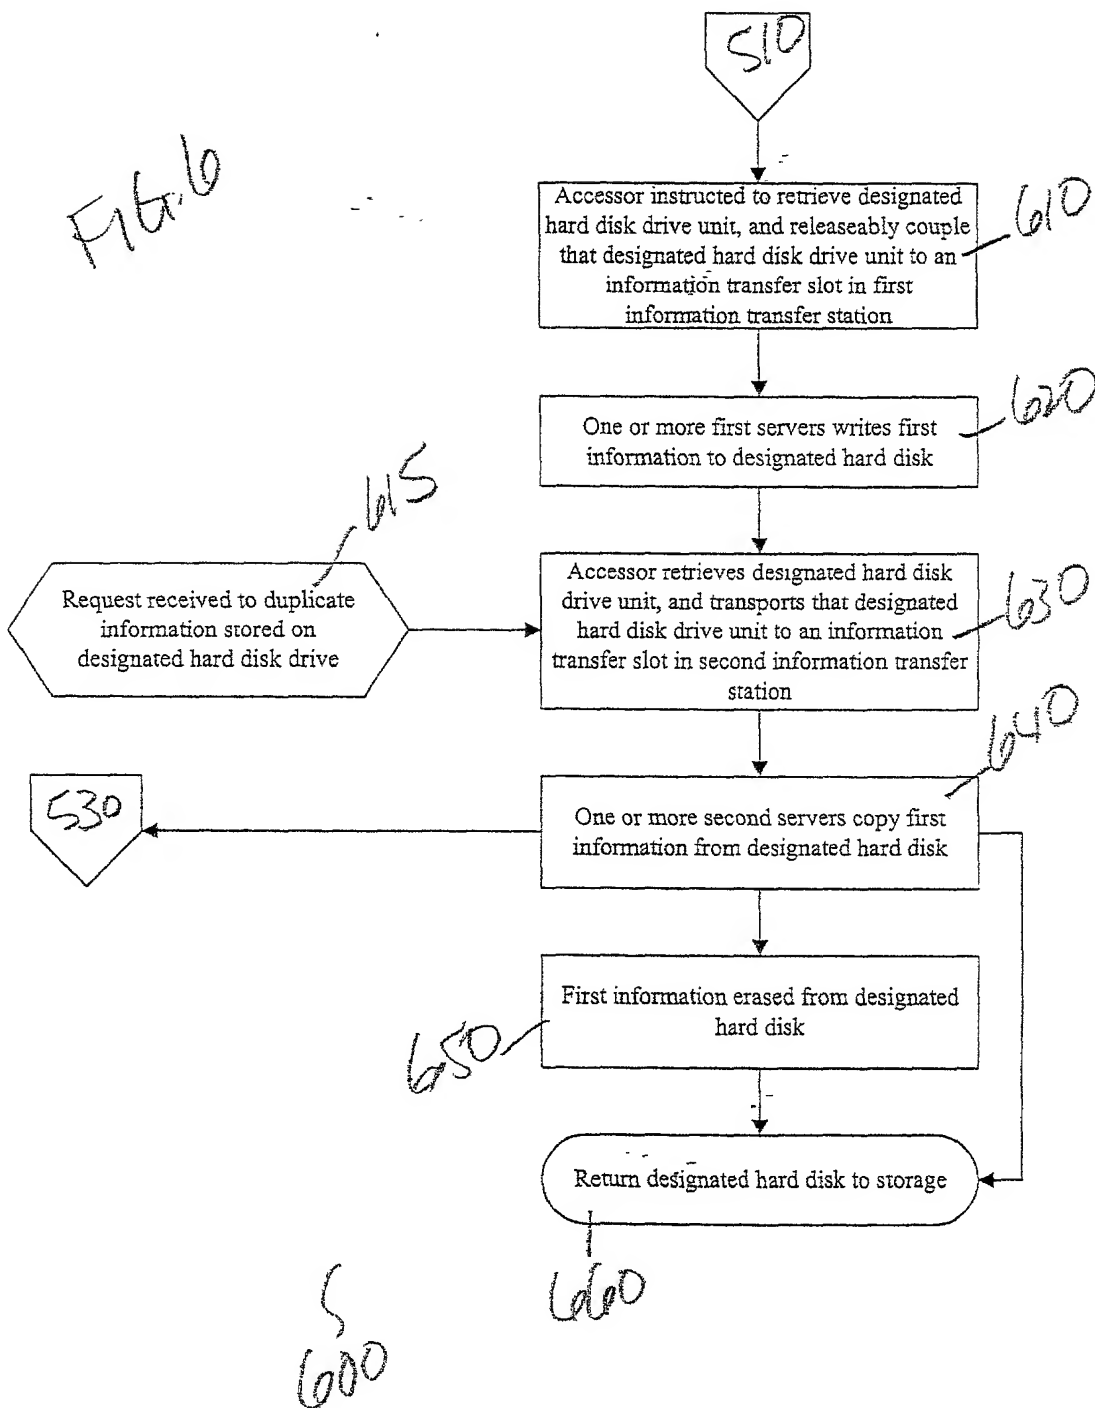 510
FIG. 6
Accessor instructed to retrieve designated
hard disk drive unit, and releaseably couple
that designated hard disk drive unit to an
information transfer slot in first
information transfer station
610
One or more first servers writes first
information to designated hard disk
620
615
Request received to duplicate
information stored on
designated hard disk drive
Accessor retrieves designated hard disk
drive unit, and transports that designated
hard disk drive unit to an information
transfer slot in second information transfer
station
630
640
530
One or more second servers copy first
information from designated hard disk
First information erased from designated
hard disk
650
Return designated hard disk to storage
660
600